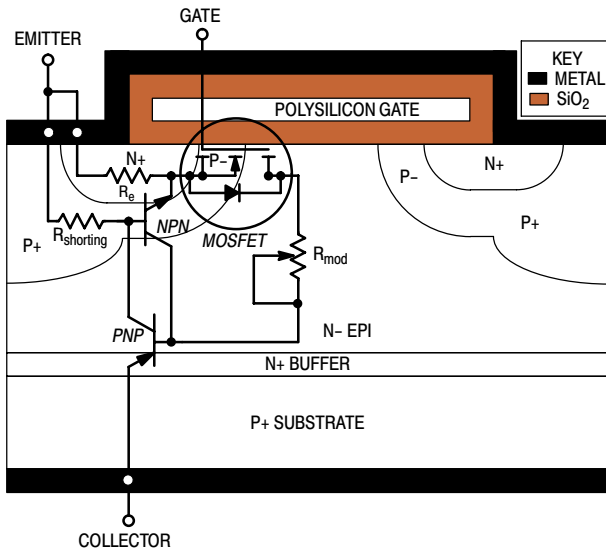 GATE
EMITTER
KEY
METAL
SiO2
POLYSILICON GATE
N+
P−
Re
NPN
MOSFET
Rshorting
P+
Rmod
P−
N+
P+
PNP
N− EPI
N+ BUFFER
P+ SUBSTRATE
COLLECTOR